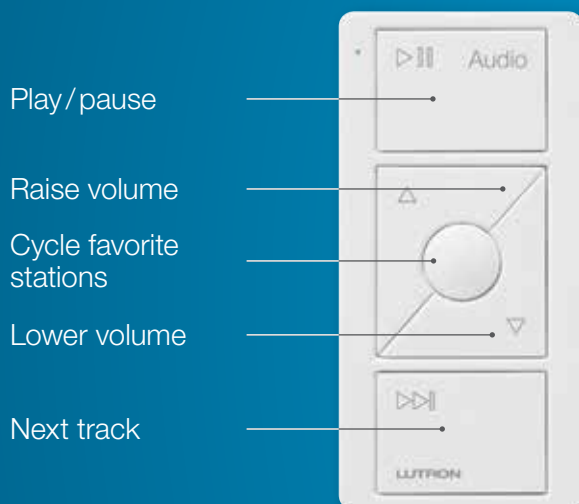 Audio
Play/pause
Raise volume
Cycle favorite
stations
Lower volume
Next track
LUTRON